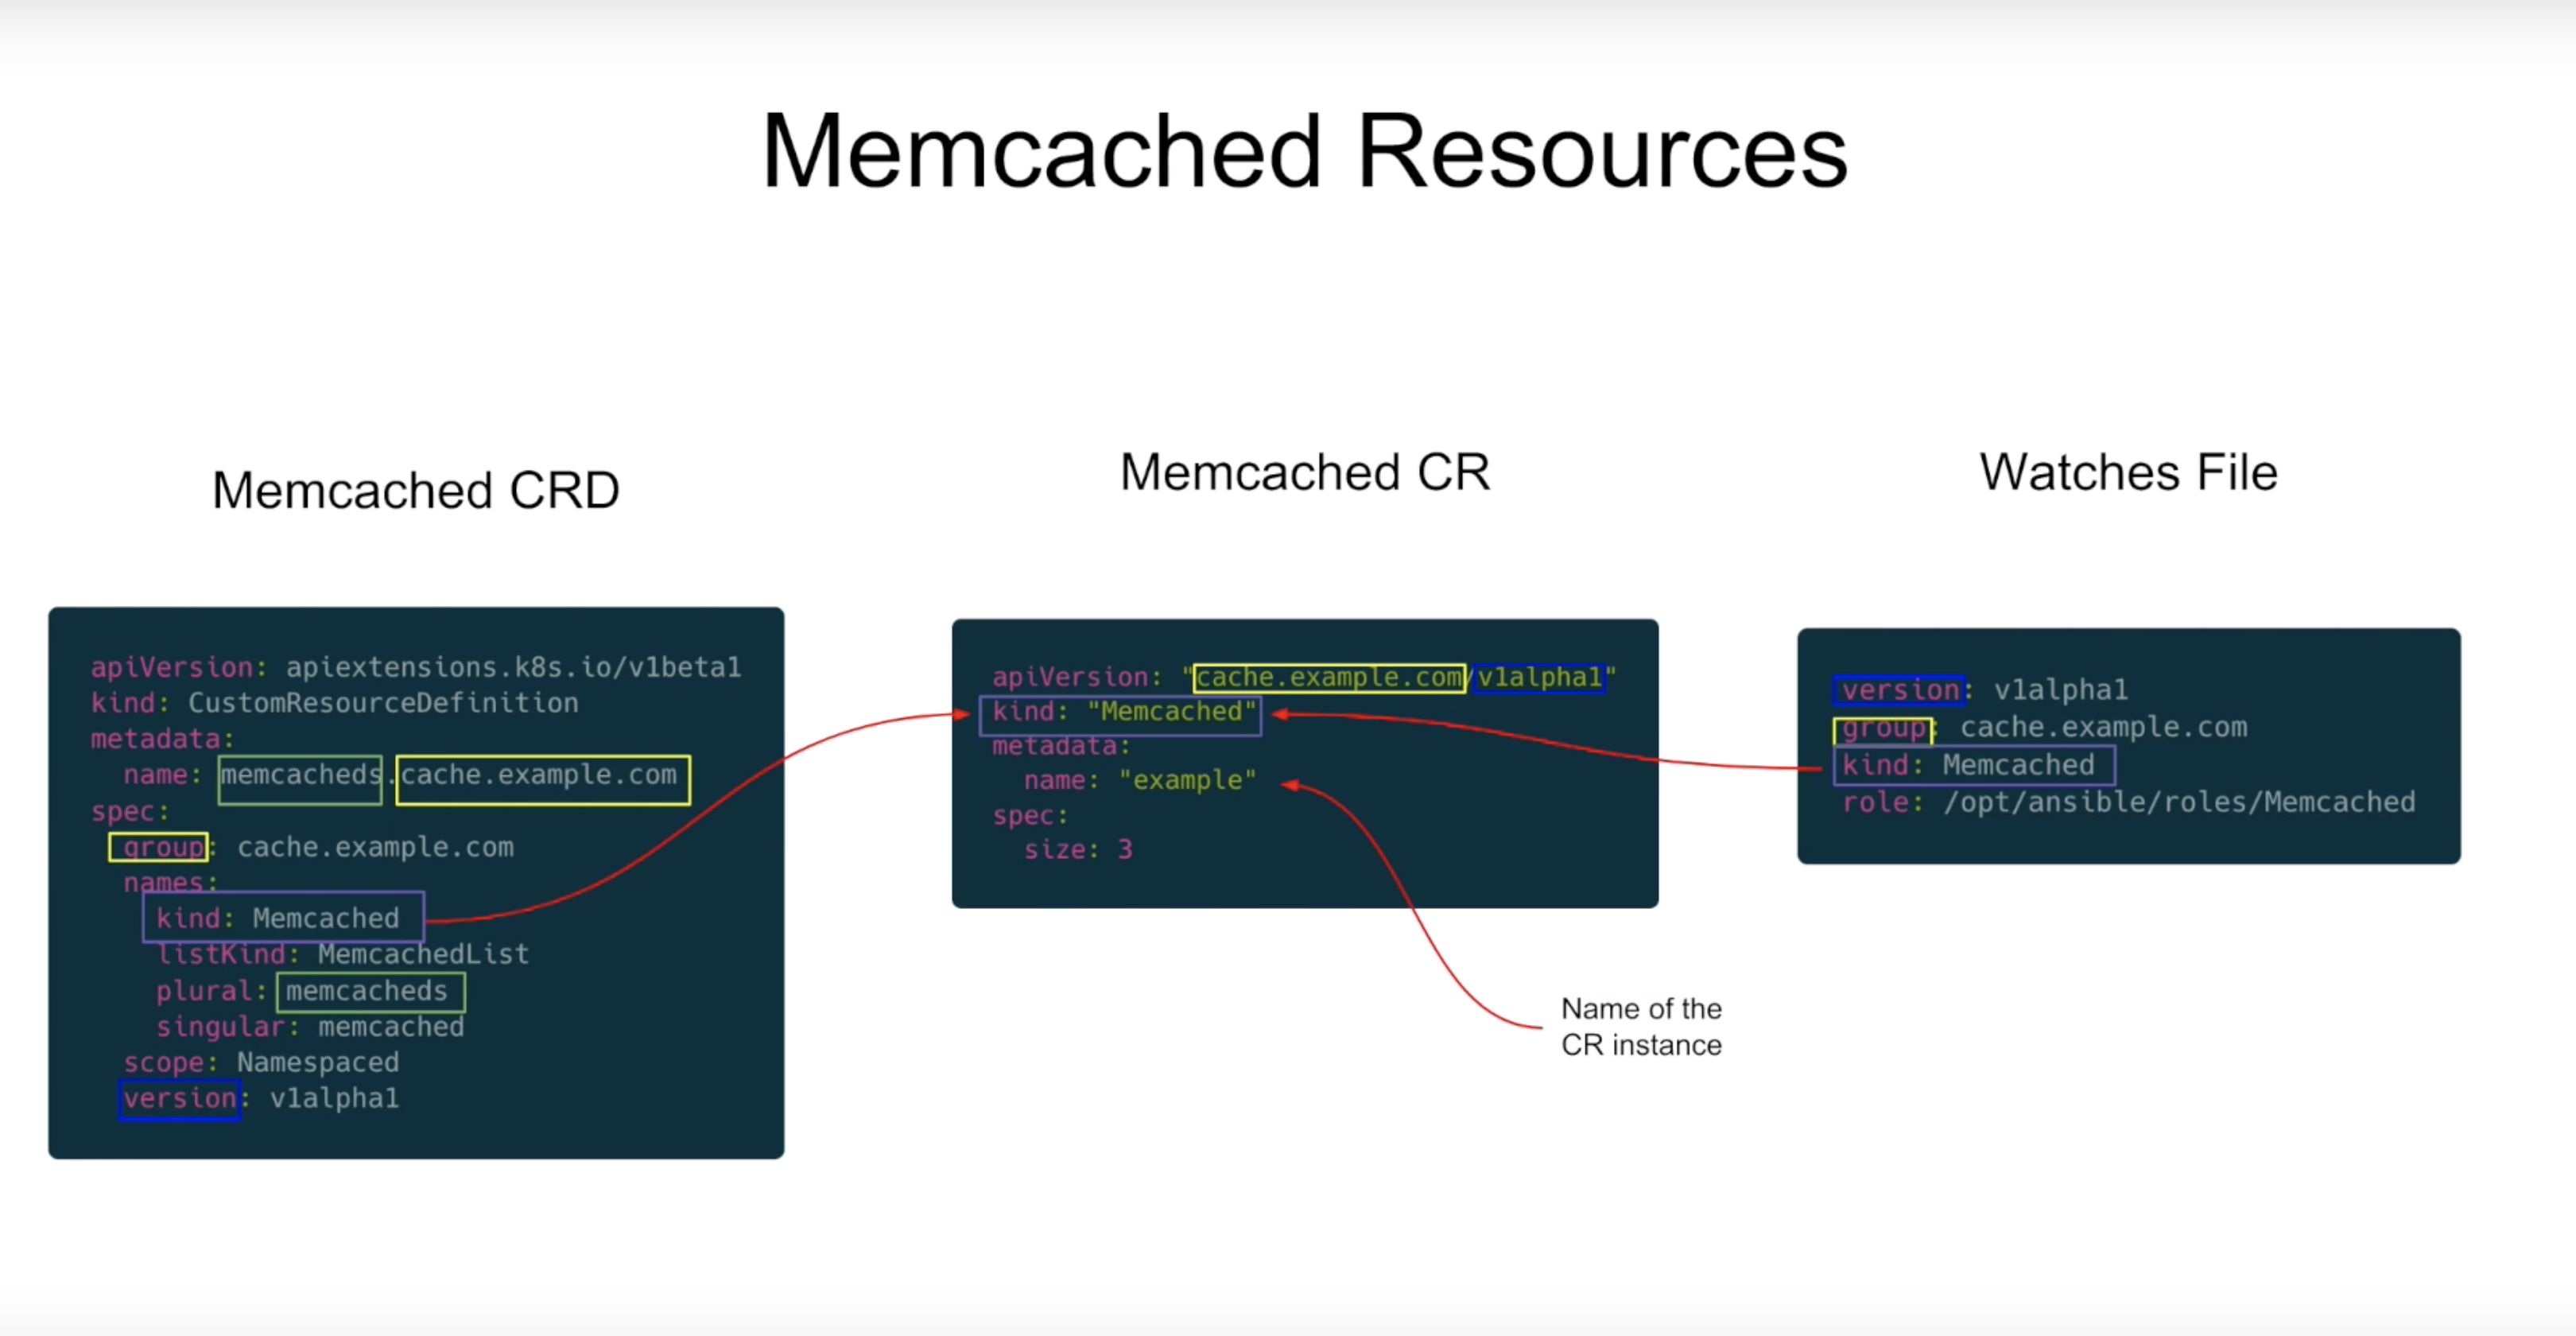 Memcached Resources
Memcached CRD
apiVersion: apiextensions.k8s.io/v1beta1
kind: CustomResourceDefinition
metadata:
  name: memcacheds.cache.example.com
spec:
  group: cache.example.com
  names:
    kind: Memcached
    listKind: MemcachedList
    plural: memcacheds
    singular: memcached
  scope: Namespaced
  version: v1alpha1
Memcached CR
apiVersion: "cache.example.com/v1alpha1"
kind: "Memcached"
metadata:
  name: "example"
spec:
  size: 3
Name of the
CR instance
Watches File
version: v1alpha1
group: cache.example.com
kind: Memcached
role: /opt/ansible/roles/Memcached